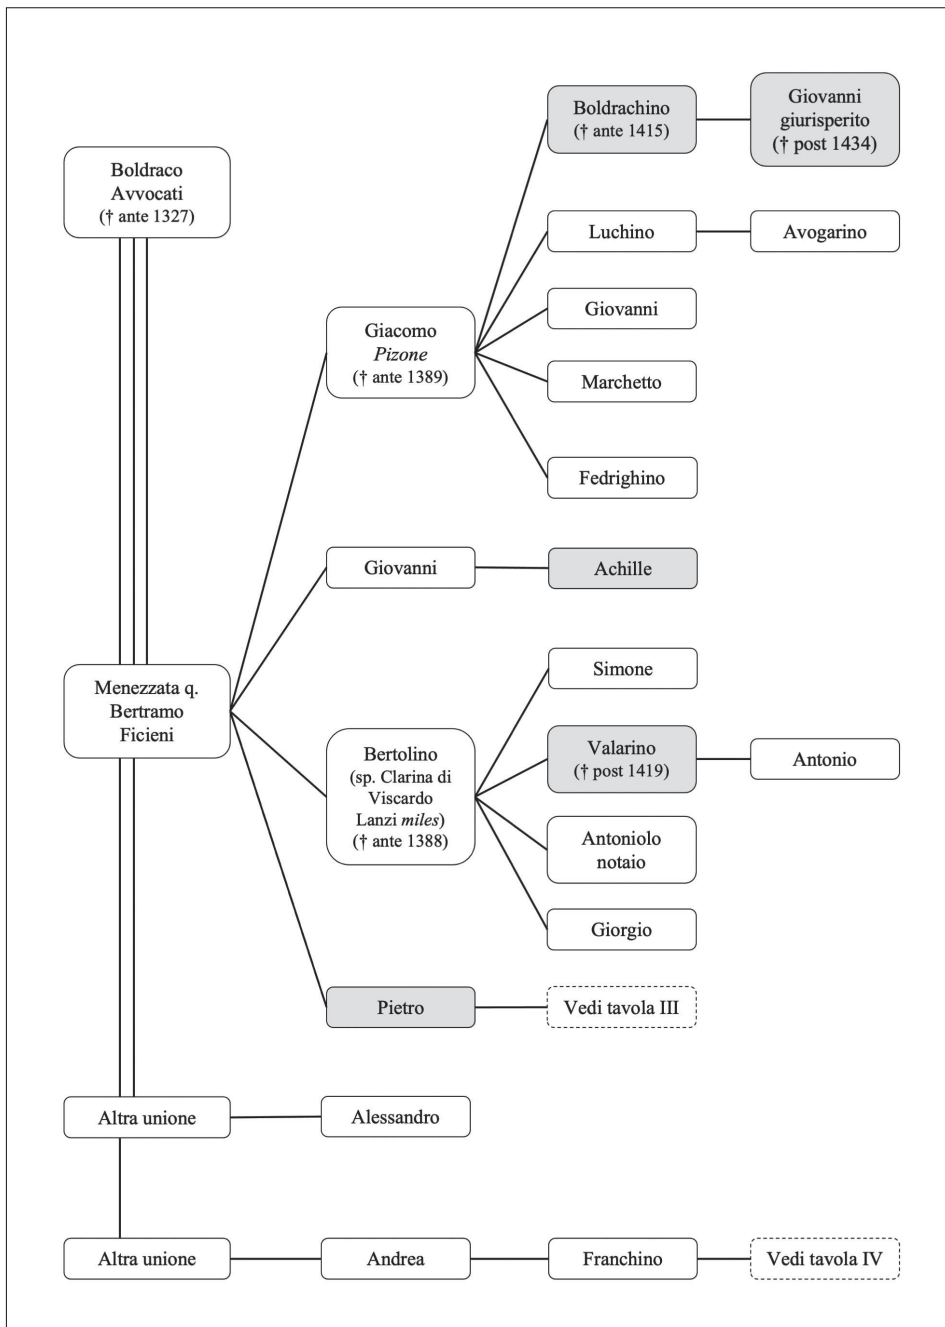 Boldraco
Avvocati
(† ante 1327)
Menezzata q.
Bertramo
Ficieni
Giacomo
Pizone
(† ante 1389)
Boldrachino
(† ante 1415)
Giovanni
giurisperito
(† post 1434)
Luchino
Avogarino
Giovanni
Marchetto
Fedrighino
Giovanni
Achille
Bertolino
(sp. Clarina di
Viscardo
Lanzi miles)
(† ante 1388)
Simone
Valarino
(† post 1419)
Antonio
Antoniolo
notaio
Giorgio
Pietro
Vedi tavola III
Altra unione
Alessandro
Altra unione
Andrea
Franchino
Vedi tavola IV